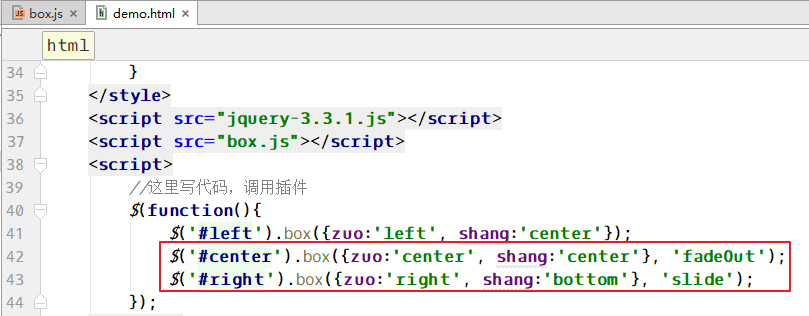 box.js demo.html
html
34 }
35 </style>
36 <script src="jquery-3.3.1.js"></script>
37 <script src="box.js"></script>
38 <script>
39 //这里写代码，调用插件
40 $(function(){
41 $('#left').box({zuo:'left', shang:'center'});
42 $('#center').box({zuo:'center', shang:'center'}, 'fadeOut');
43 $('#right').box({zuo:'right', shang:'bottom'}, 'slide');
44 });